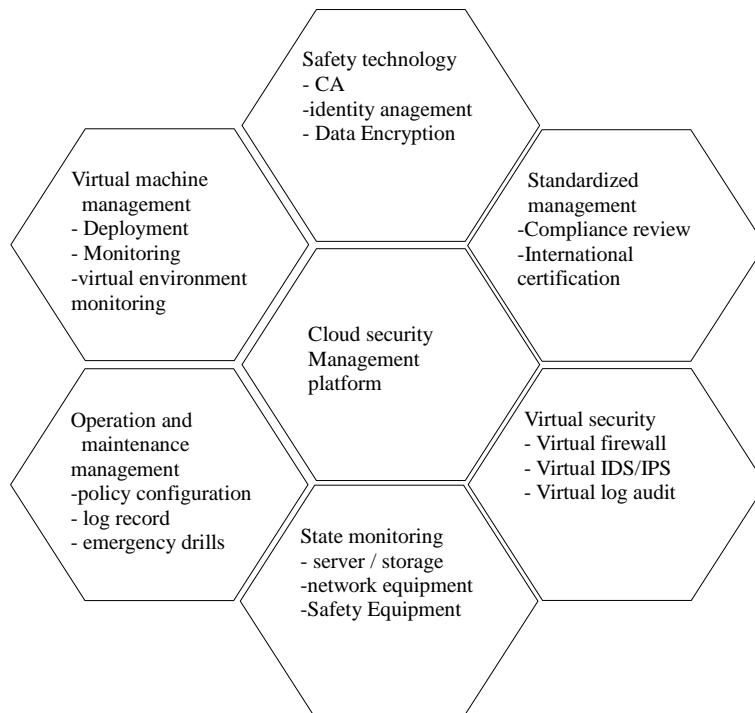 Safety technology
- CA
-identity anagement
- Data Encryption
Virtual machine
management
- Deployment
- Monitoring
-virtual environment
monitoring
Standardized
management
-Compliance review
-International
certification
Cloud security
Management
platform
Operation and
maintenance
management
-policy configuration
- log record
- emergency drills
Virtual security
- Virtual firewall
- Virtual IDS/IPS
- Virtual log audit
State monitoring
- server / storage
-network equipment
-Safety Equipment